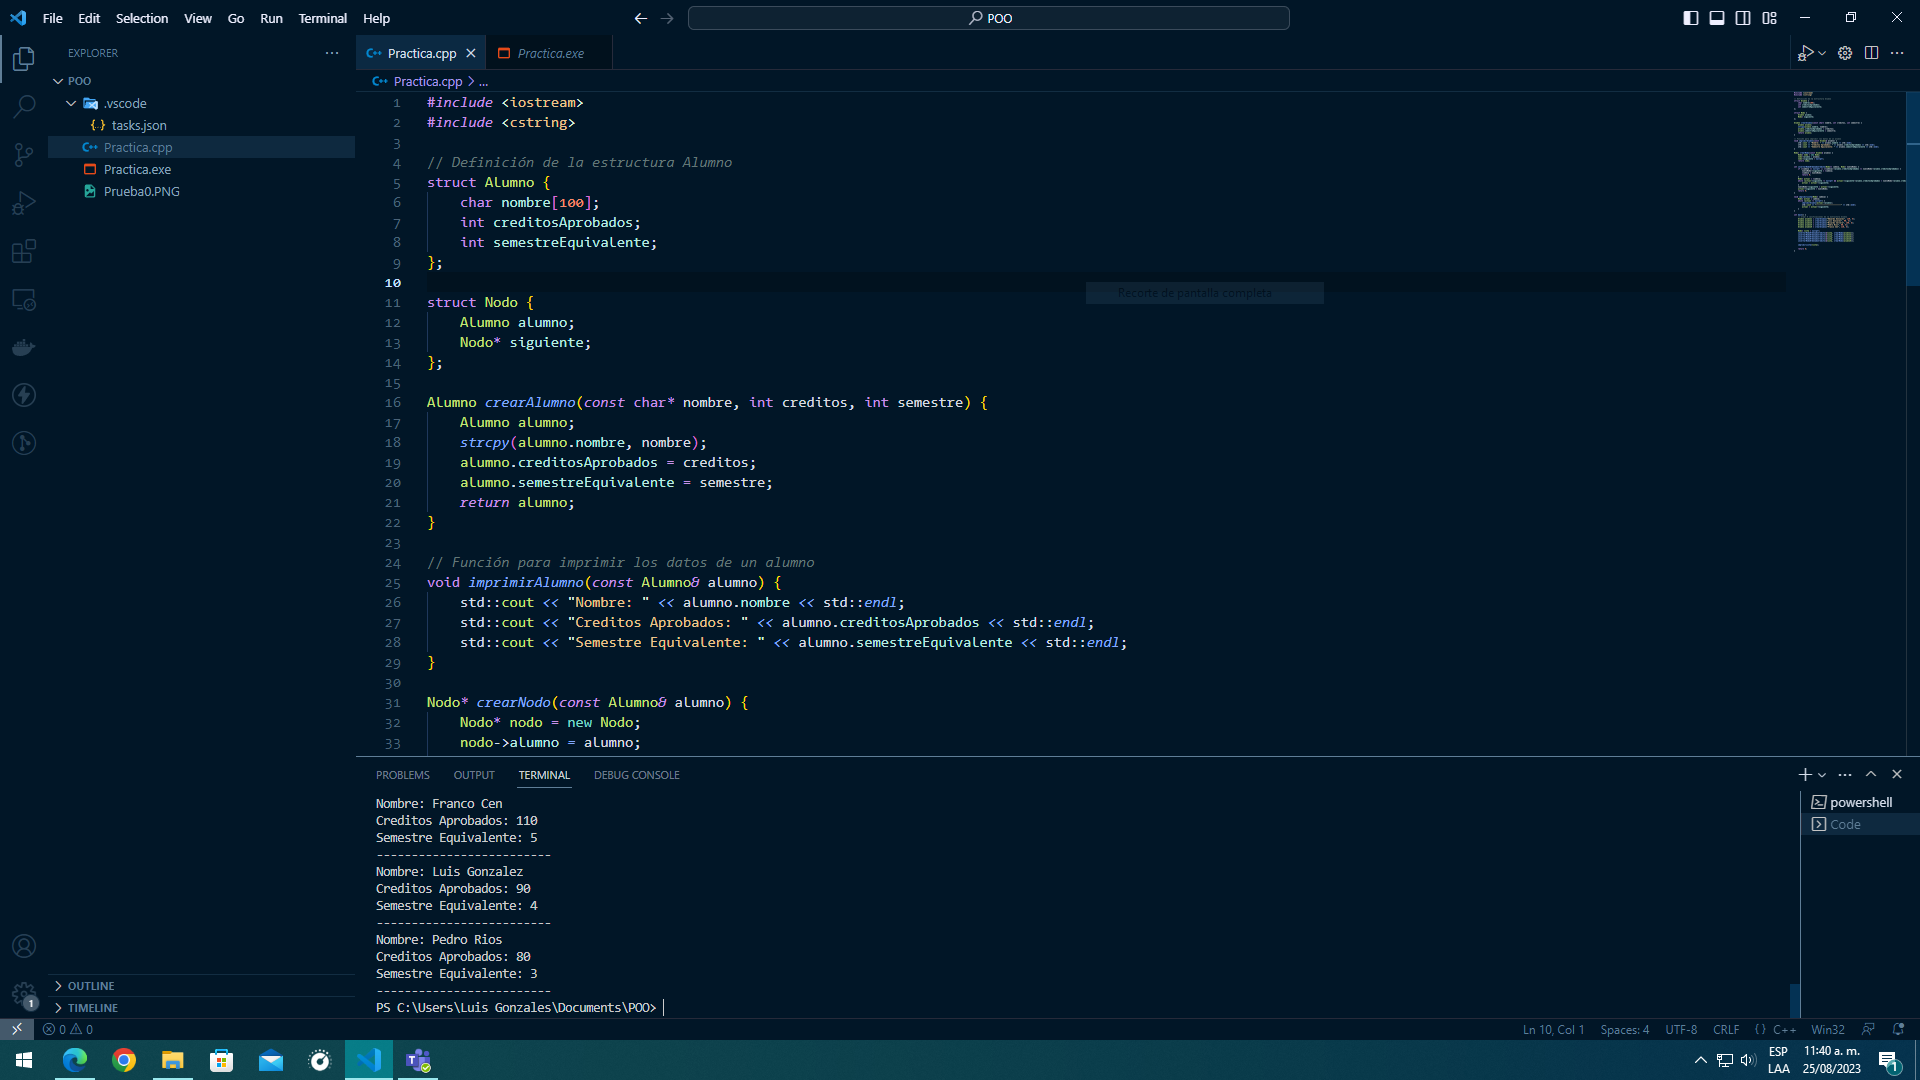 File Edit Selection View Go Run Terminal Help
POO
EXPLORER
POO
.vscode
tasks.json
Practica.cpp
Practica.exe
Prueba0.PNG
OUTLINE
TIMELINE
Practica.cpp
Practica.exe
Practica.cpp > ...
1 #include <iostream>
2 #include <cstring>
3
4 // Definición de la estructura Alumno
5 struct Alumno {
6 char nombre[100];
7 int creditosAprobados;
8 int semestreEquivalente;
9 };
10
11 struct Nodo {
12 Alumno alumno;
13 Nodo* siguiente;
14 };
15
16 Alumno crearAlumno(const char* nombre, int creditos, int semestre) {
17 Alumno alumno;
18 strcpy(alumno.nombre, nombre);
19 alumno.creditosAprobados = creditos;
20 alumno.semestreEquivalente = semestre;
21 return alumno;
22 }
23
24 // Función para imprimir los datos de un alumno
25 void imprimirAlumno(const Alumno& alumno) {
26 std::cout << "Nombre: " << alumno.nombre << std::endl;
27 std::cout << "Creditos Aprobados: " << alumno.creditosAprobados << std::endl;
28 std::cout << "Semestre Equivalente: " << alumno.semestreEquivalente << std::endl;
29 }
30
31 Nodo* crearNodo(const Alumno& alumno) {
32 Nodo* nodo = new Nodo;
33 nodo->alumno = alumno;
Recorte de pantalla completa
PROBLEMS OUTPUT TERMINAL DEBUG CONSOLE
Nombre: Franco Cen
Creditos Aprobados: 110
Semestre Equivalente: 5
-------------------------
Nombre: Luis Gonzalez
Creditos Aprobados: 90
Semestre Equivalente: 4
-------------------------
Nombre: Pedro Rios
Creditos Aprobados: 80
Semestre Equivalente: 3
-------------------------
PS C:\Users\Luis Gonzales\Documents\POO>
powershell
Code
1
0 0
Ln 10, Col 1 Spaces: 4 UTF-8 CRLF {} C++ Win32
ESP
LAA
11:40 a. m.
25/08/2023
1